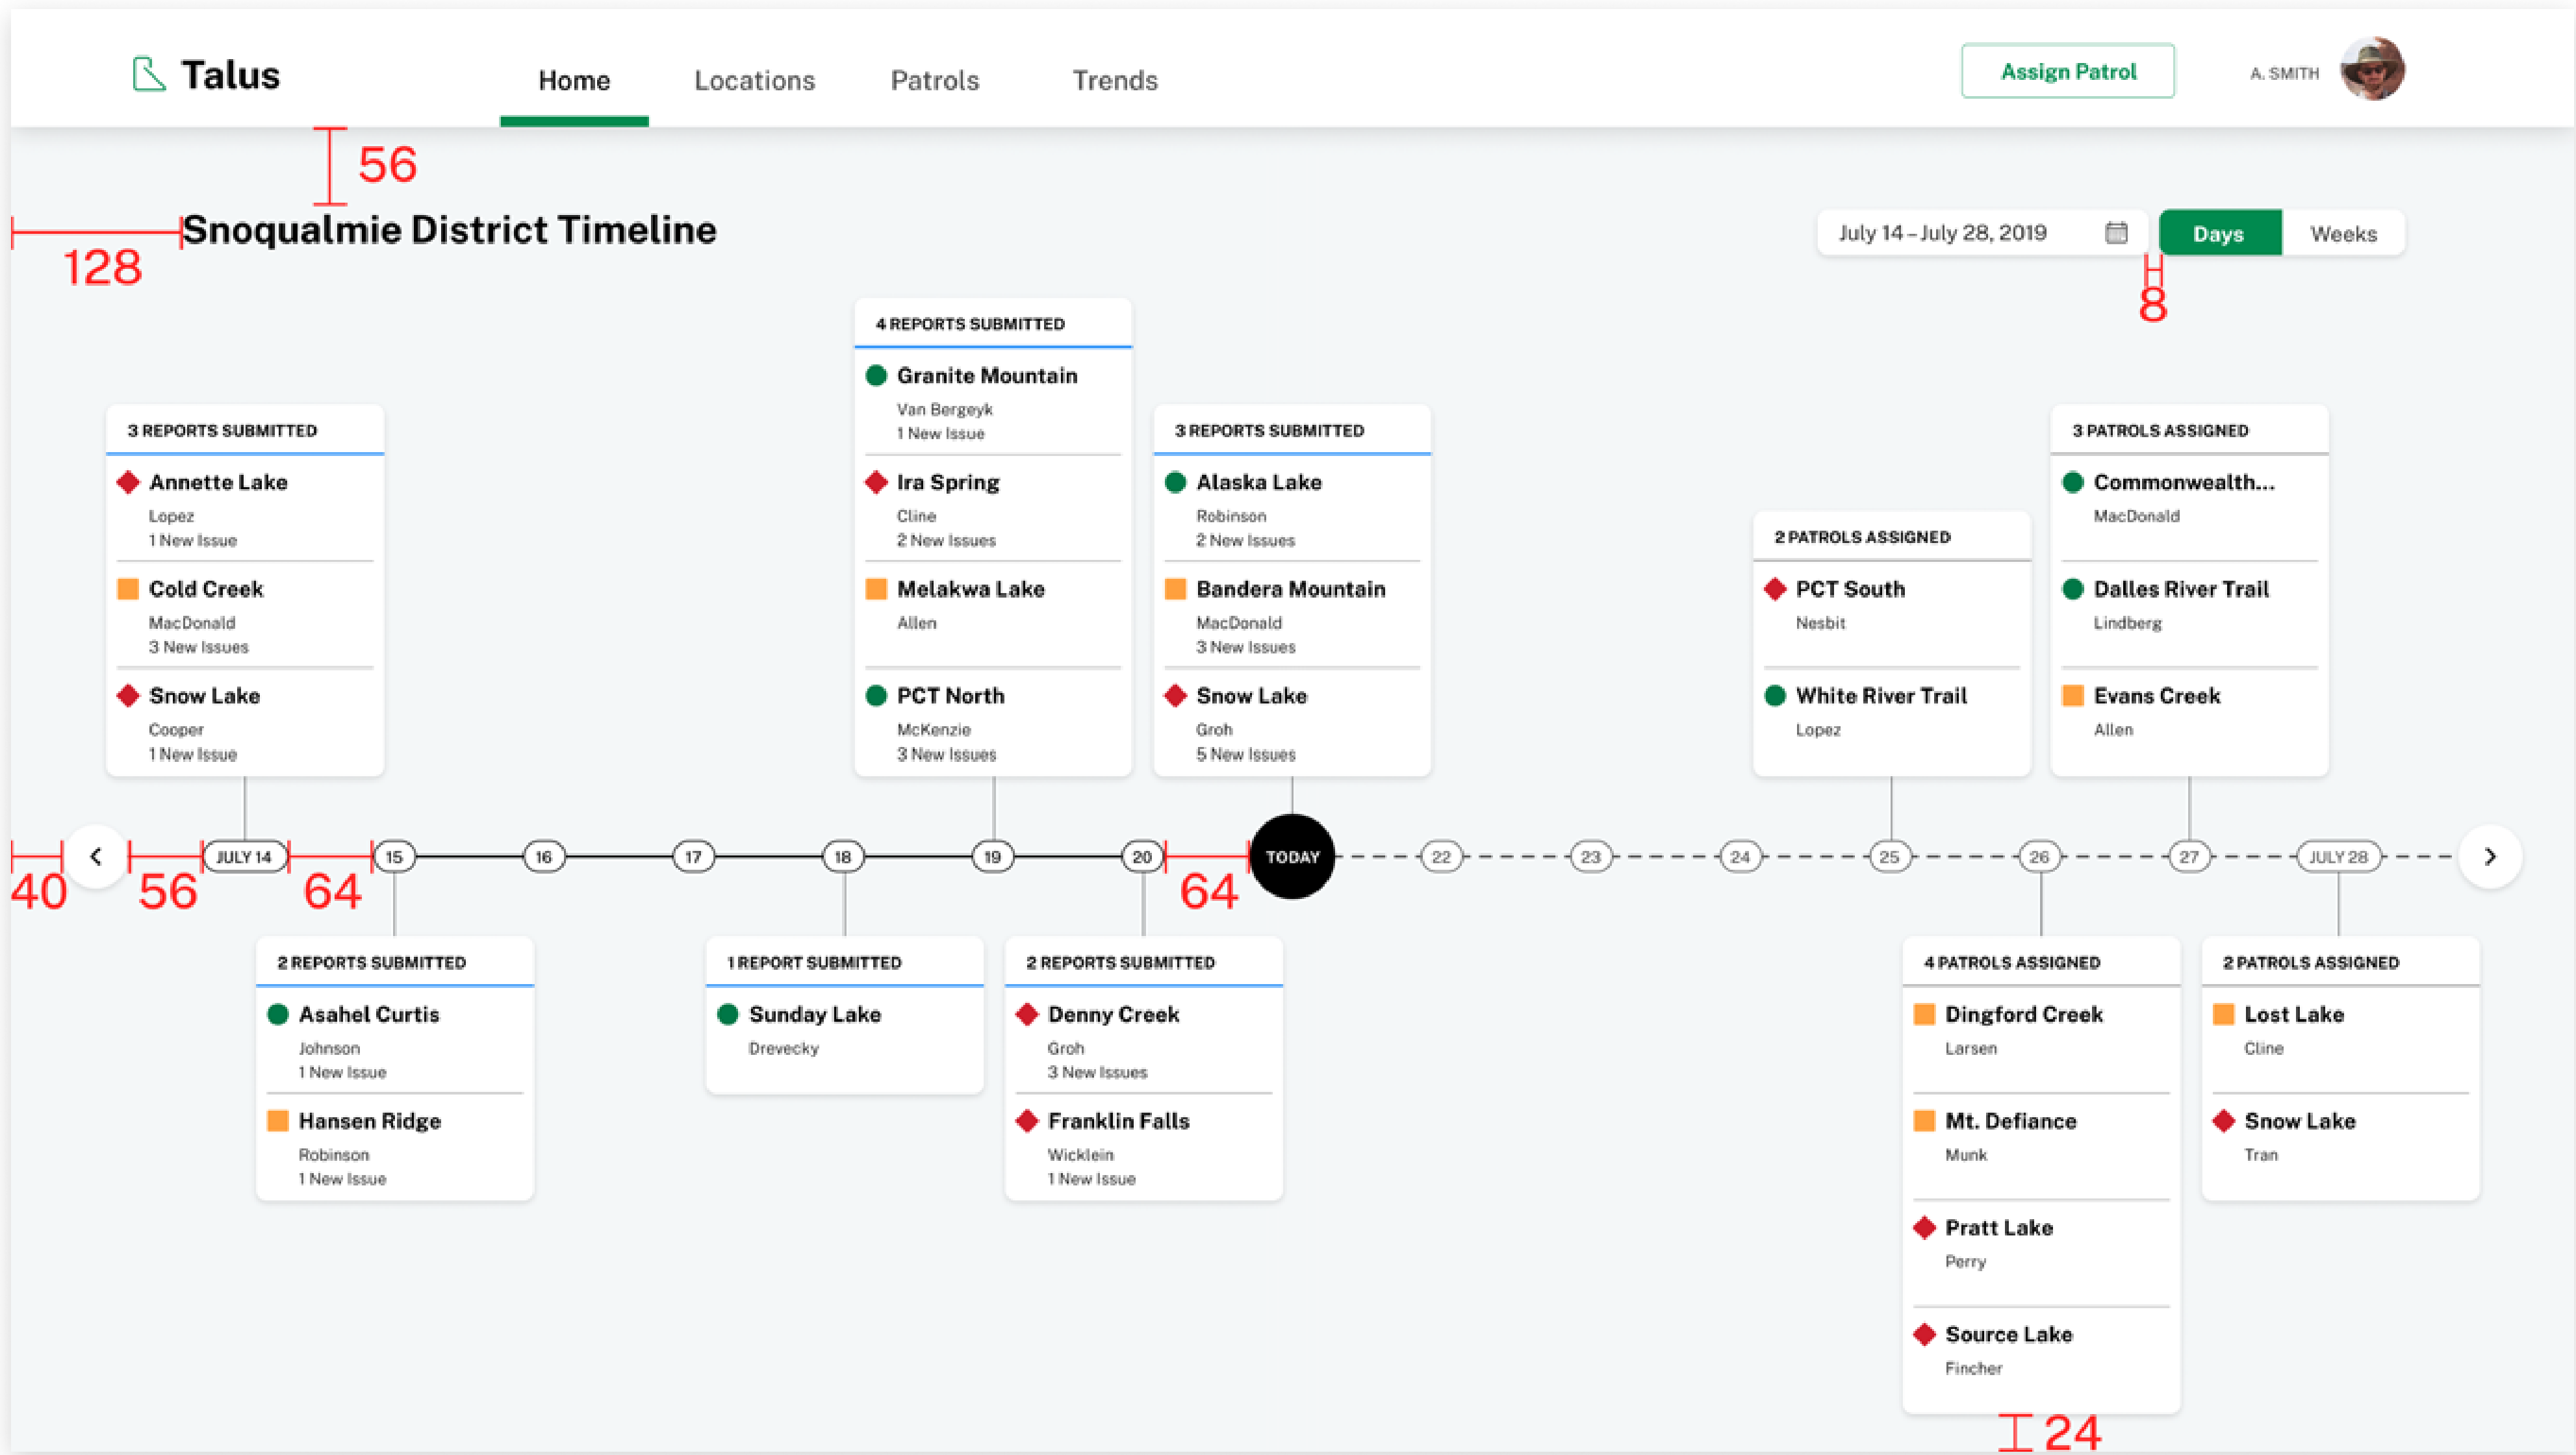 Talus
Home
Locations
Patrols
Trends
Assign Patrol
A. SMITH
56
Snoqualmie District Timeline
128
July 14 – July 28, 2019
Days
Weeks
8
3 REPORTS SUBMITTED
Annette Lake
Lopez
1 New Issue
Cold Creek
MacDonald
3 New Issues
Snow Lake
Cooper
1 New Issue
4 REPORTS SUBMITTED
Granite Mountain
Van Bergeyk
1 New Issue
Ira Spring
Cline
2 New Issues
Melakwa Lake
Allen
PCT North
McKenzie
3 New Issues
3 REPORTS SUBMITTED
Alaska Lake
Robinson
2 New Issues
Bandera Mountain
MacDonald
3 New Issues
Snow Lake
Groh
5 New Issues
2 PATROLS ASSIGNED
PCT South
Nesbit
White River Trail
Lopez
3 PATROLS ASSIGNED
Commonwealth...
MacDonald
Dalles River Trail
Lindberg
Evans Creek
Allen
JULY 14
15
16
17
18
19
20
TODAY
22
23
24
25
26
27
JULY 28
40
56
64
64
2 REPORTS SUBMITTED
Asahel Curtis
Johnson
1 New Issue
Hansen Ridge
Robinson
1 New Issue
1 REPORT SUBMITTED
Sunday Lake
Drevecky
2 REPORTS SUBMITTED
Denny Creek
Groh
3 New Issues
Franklin Falls
Wicklein
1 New Issue
4 PATROLS ASSIGNED
Dingford Creek
Larsen
Mt. Defiance
Munk
Pratt Lake
Perry
Source Lake
Fincher
2 PATROLS ASSIGNED
Lost Lake
Cline
Snow Lake
Tran
24